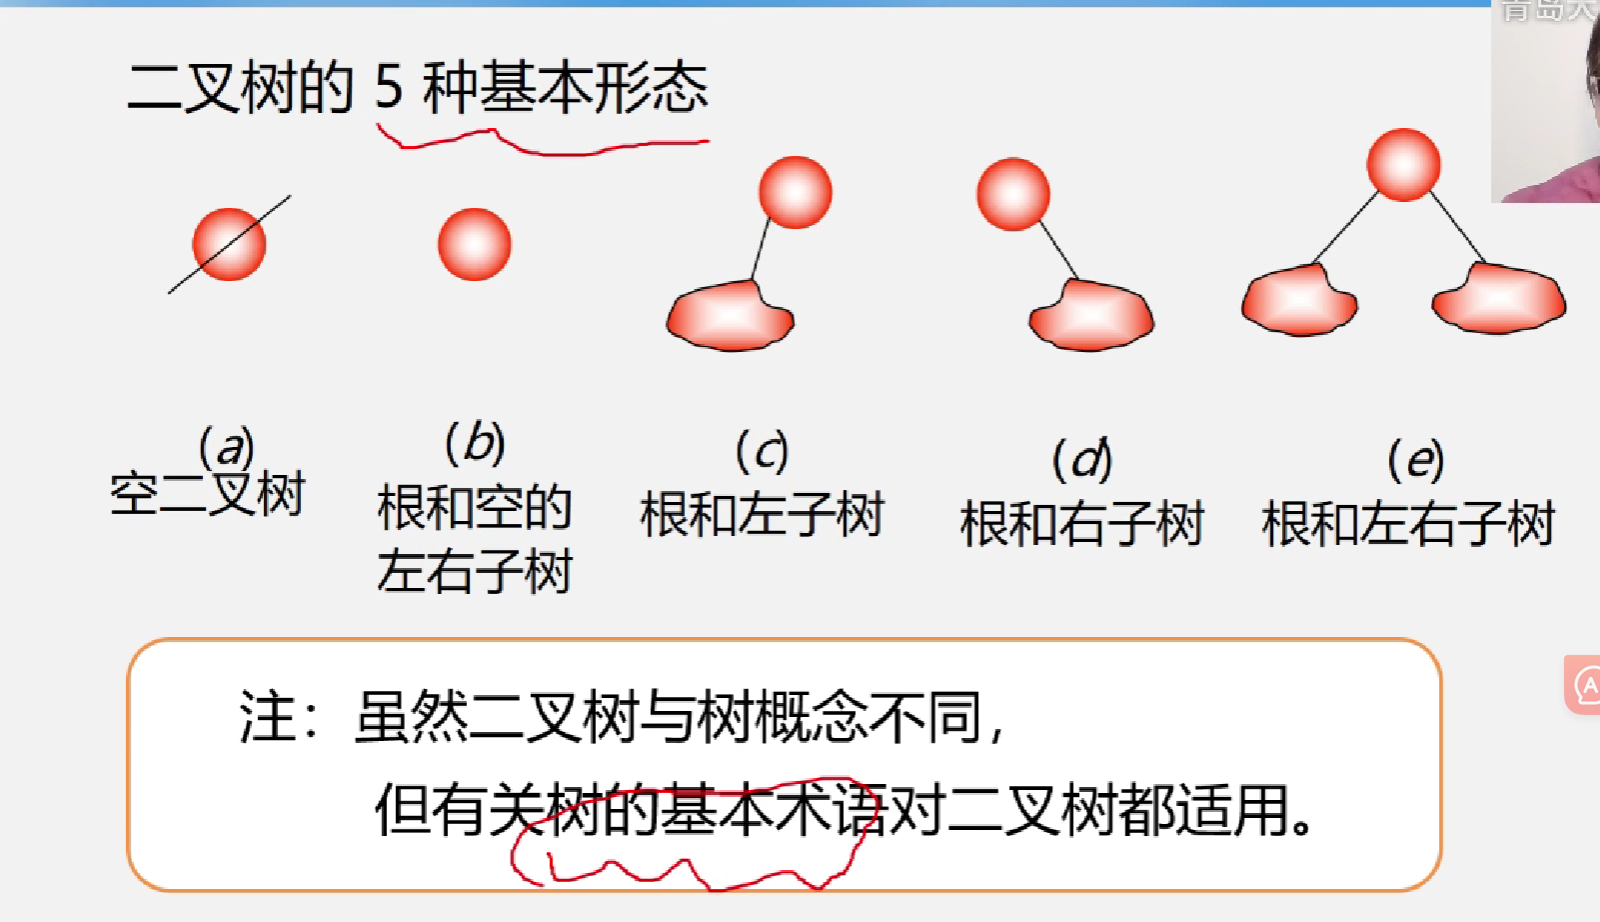 青岛大
二叉树的 5 种基本形态
(a)
空二叉树
(b)
根和空的
左右子树
(c)
根和左子树
(d)
根和右子树
(e)
根和左右子树
注：虽然二叉树与树概念不同，
但有关树的基本术语对二叉树都适用。
A